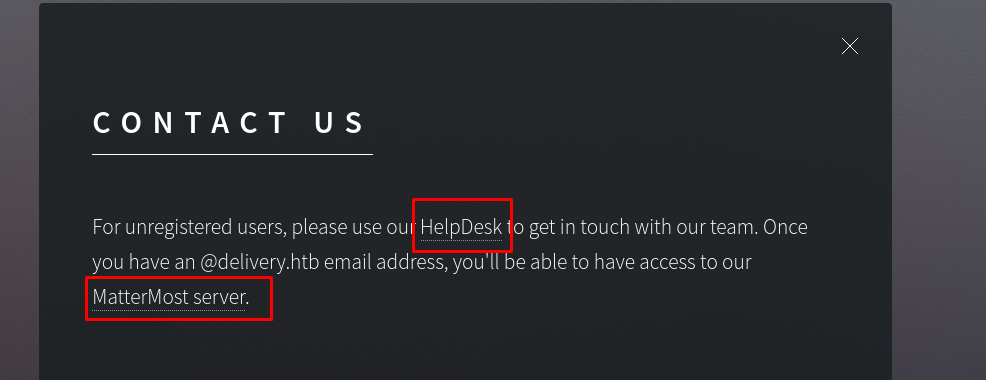 CONTACT US
For unregistered users, please use our HelpDesk to get in touch with our team. Once
you have an @delivery.htb email address, you'll be able to have access to our
MatterMost server.